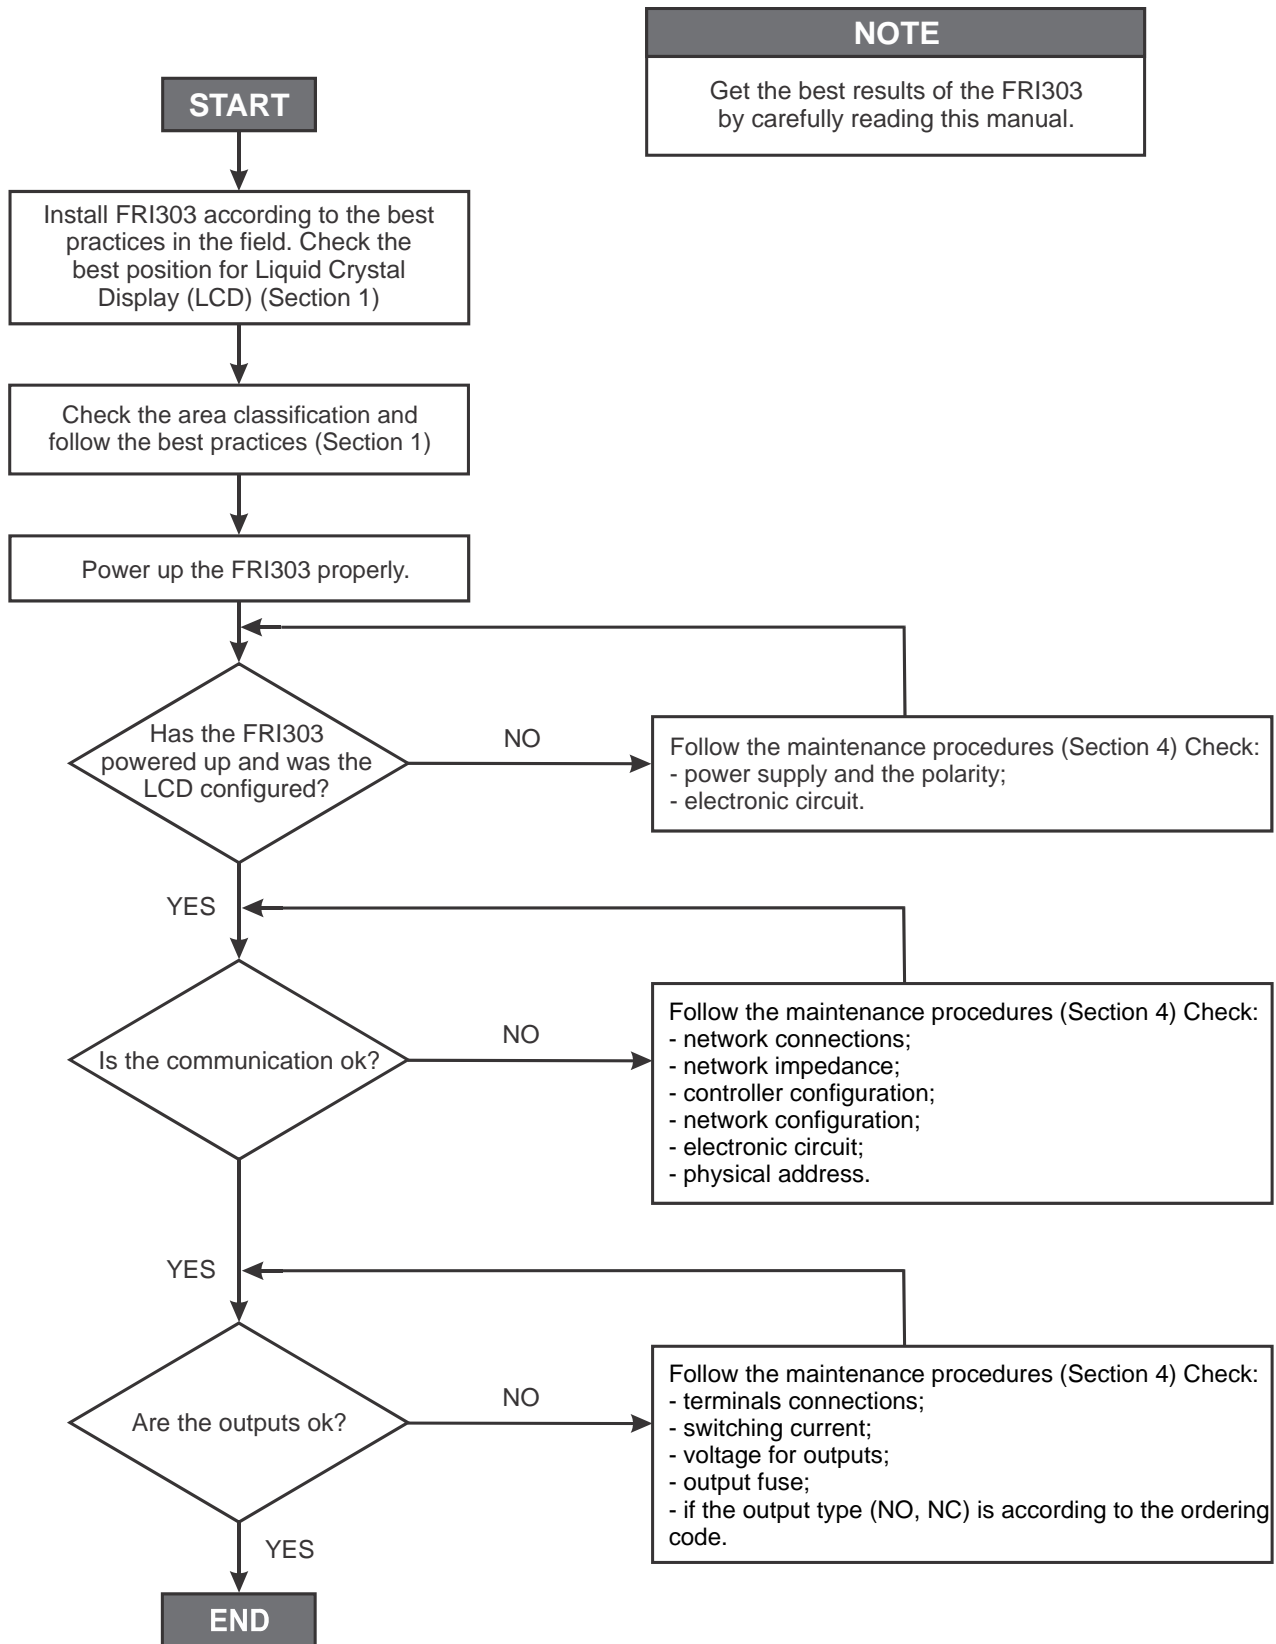 NOTE
Get the best results of the FRI303
by carefully reading this manual.
START
Install FRI303 according to the best
practices in the field. Check the
best position for Liquid Crystal
Display (LCD) (Section 1)
Check the area classification and
follow the best practices (Section 1)
Power up the FRI303 properly.
Has the FRI303
powered up and was the
LCD configured?
NO
Follow the maintenance procedures (Section 4) Check:
- power supply and the polarity;
- electronic circuit.
YES
Is the communication ok?
NO
Follow the maintenance procedures (Section 4) Check:
- network connections;
- network impedance;
- controller configuration;
- network configuration;
- electronic circuit;
- physical address.
YES
Are the outputs ok?
NO
Follow the maintenance procedures (Section 4) Check:
- terminals connections;
- switching current;
- voltage for outputs;
- output fuse;
- if the output type (NO, NC) is according to the ordering
code.
YES
END